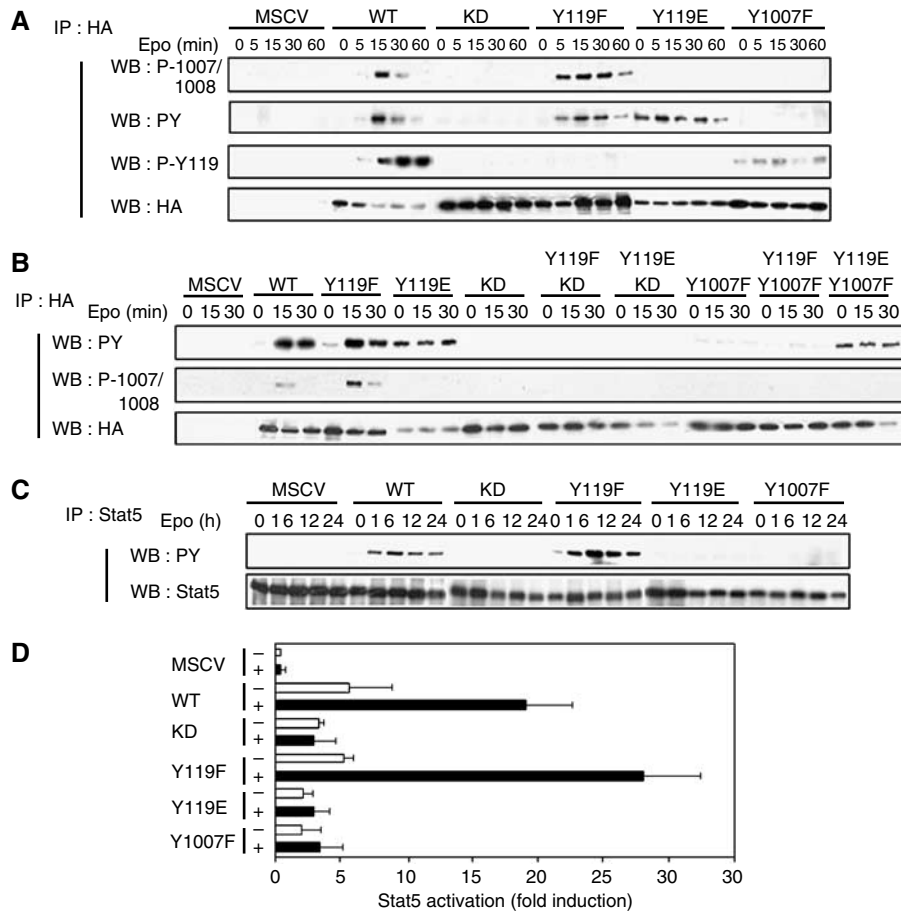 A
IP : HA
MSCV WT KD Y119F Y119E Y1007F
Epo (min) 0 5 15 30 60 0 5 15 30 60 0 5 15 30 60 0 5 15 30 60 0 5 15 30 60 0 5 15 30 60
WB : P-1007/
1008
WB : PY
WB : P-Y119
WB : HA
B
Y119F Y119E Y119F Y119E
IP : HA
MSCV WT Y119F Y119E KD KD KD Y1007F Y1007F Y1007F
Epo (min) 0 15 30 0 15 30 0 15 30 0 15 30 0 15 30 0 15 30 0 15 30 0 15 30 0 15 30 0 15 30
WB : PY
WB : P-1007/
1008
WB : HA
C
MSCV WT KD Y119F Y119E Y1007F
IP : Stat5 Epo (h) 0 1 6 12 24 0 1 6 12 24 0 1 6 12 24 0 1 6 12 24 0 1 6 12 24 0 1 6 12 24
WB : PY
WB : Stat5
D
MSCV − +
WT − +
KD − +
Y119F − +
Y119E − +
Y1007F − +
0 5 10 15 20 25 30 30
Stat5 activation (fold induction)